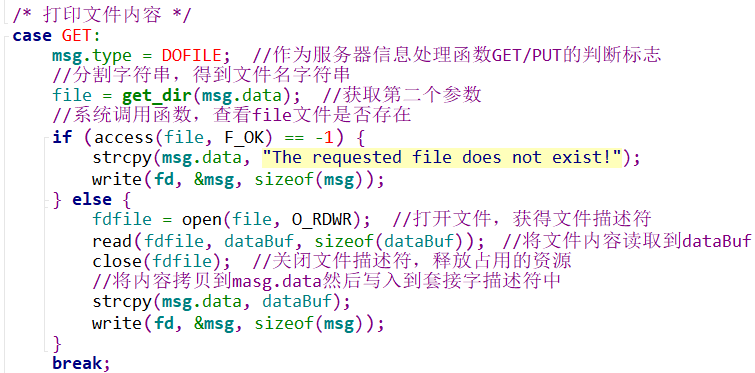 /* 打印文件内容 */
case GET:
msg.type = DOFILE;  //作为服务器信息处理函数GET/PUT的判断标志
//分割字符串，得到文件名字符串
file = get_dir(msg.data);  //获取第二个参数
//系统调用函数，查看file文件是否存在
if (access(file, F_OK) == -1) {
strcpy(msg.data, "The requested file does not exist!");
write(fd, &msg, sizeof(msg));
} else {
fdfile = open(file, O_RDWR);  //打开文件，获得文件描述符
read(fdfile, dataBuf, sizeof(dataBuf));  //将文件内容读取到dataBuf
close(fdfile);  //关闭文件描述符，释放占用的资源
//将内容拷贝到masg.data然后写入到套接字描述符中
strcpy(msg.data, dataBuf);
write(fd, &msg, sizeof(msg));
}
break;